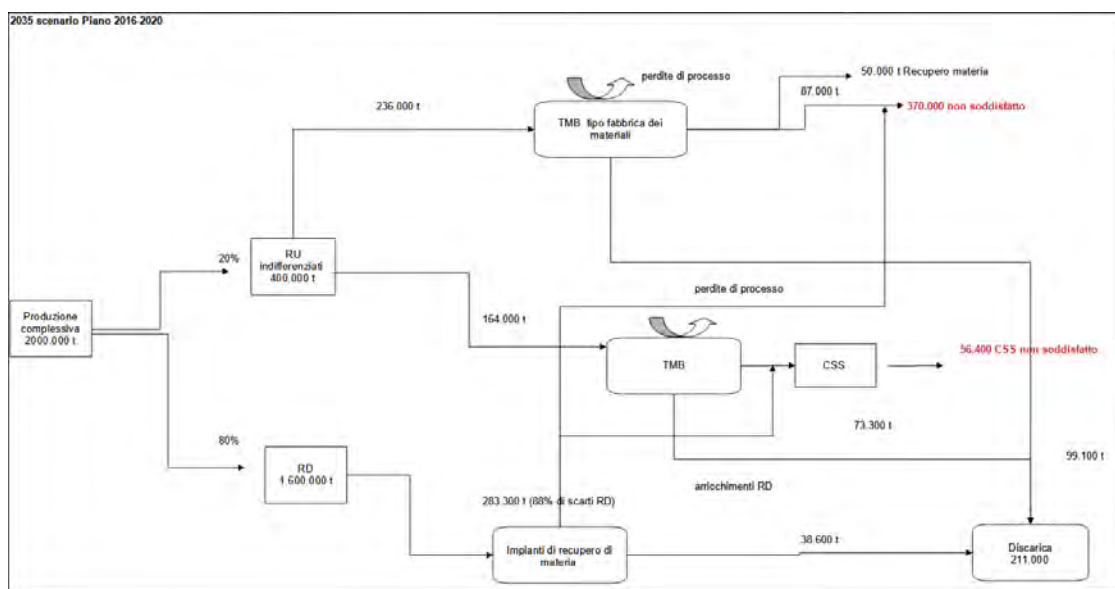 2035 scenario Piano 2016-2020
perdite di processo
50.000 t Recupero materia
87.000 t
236.000 t
370.000 non soddisfatto
TMB tipo fabbrica dei
materiali
20%
RU
indifferenziati
400.000 t
perdite di processo
164.000 t
Produzione
complessiva
2000.000 t.
56.400 CSS non soddisfatto
TMB
CSS
73.300 t
80%
99.100 t
RD
1 600.000 t
arricchimenti RD
283.300 t (88% di scarti RD)
Impianti di recupero di
materia
38.600 t
Discarica
211.000